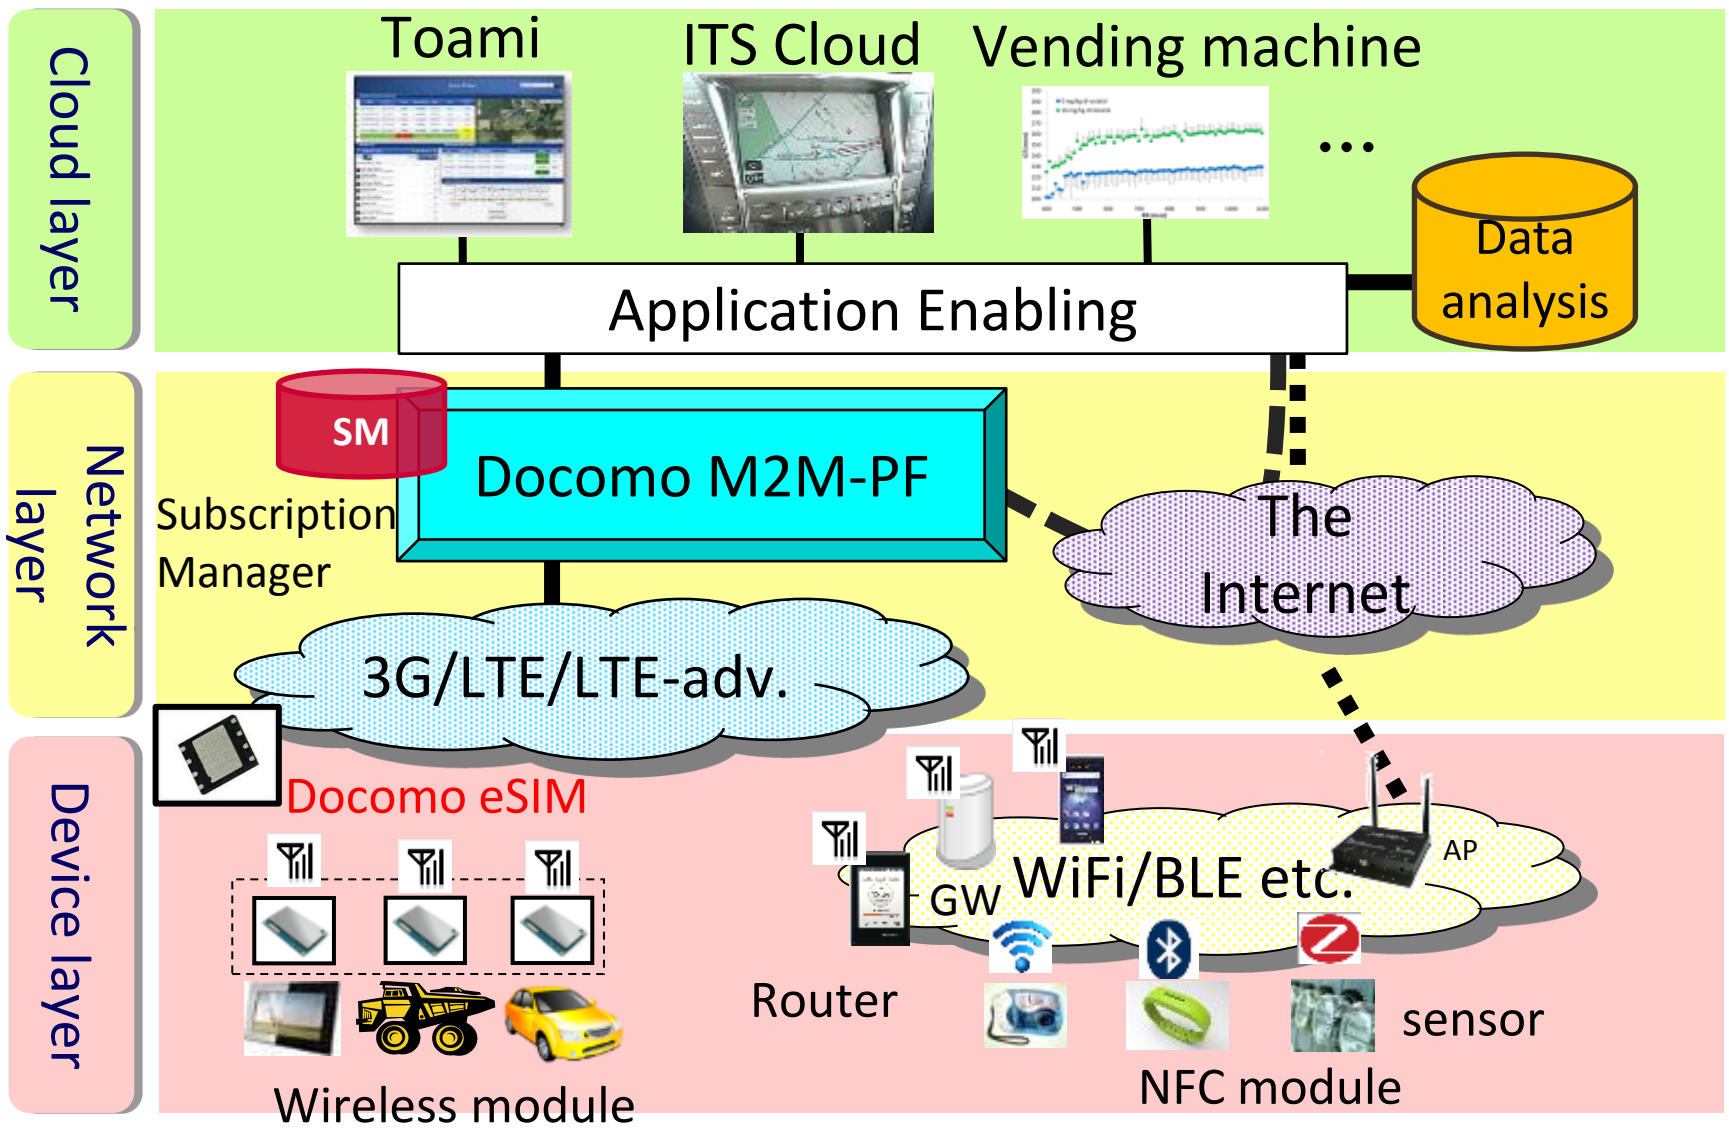 Cloud layer
Toami
ITS Cloud
Vending machine
...
Data
analysis
Application Enabling
Network
layer
SM
Docomo M2M-PF
Subscription
Manager
The
Internet
3G/LTE/LTE-adv.
Device layer
Docomo eSIM
AP
WiFi/BLE etc.
GW
Router
sensor
NFC module
Wireless module